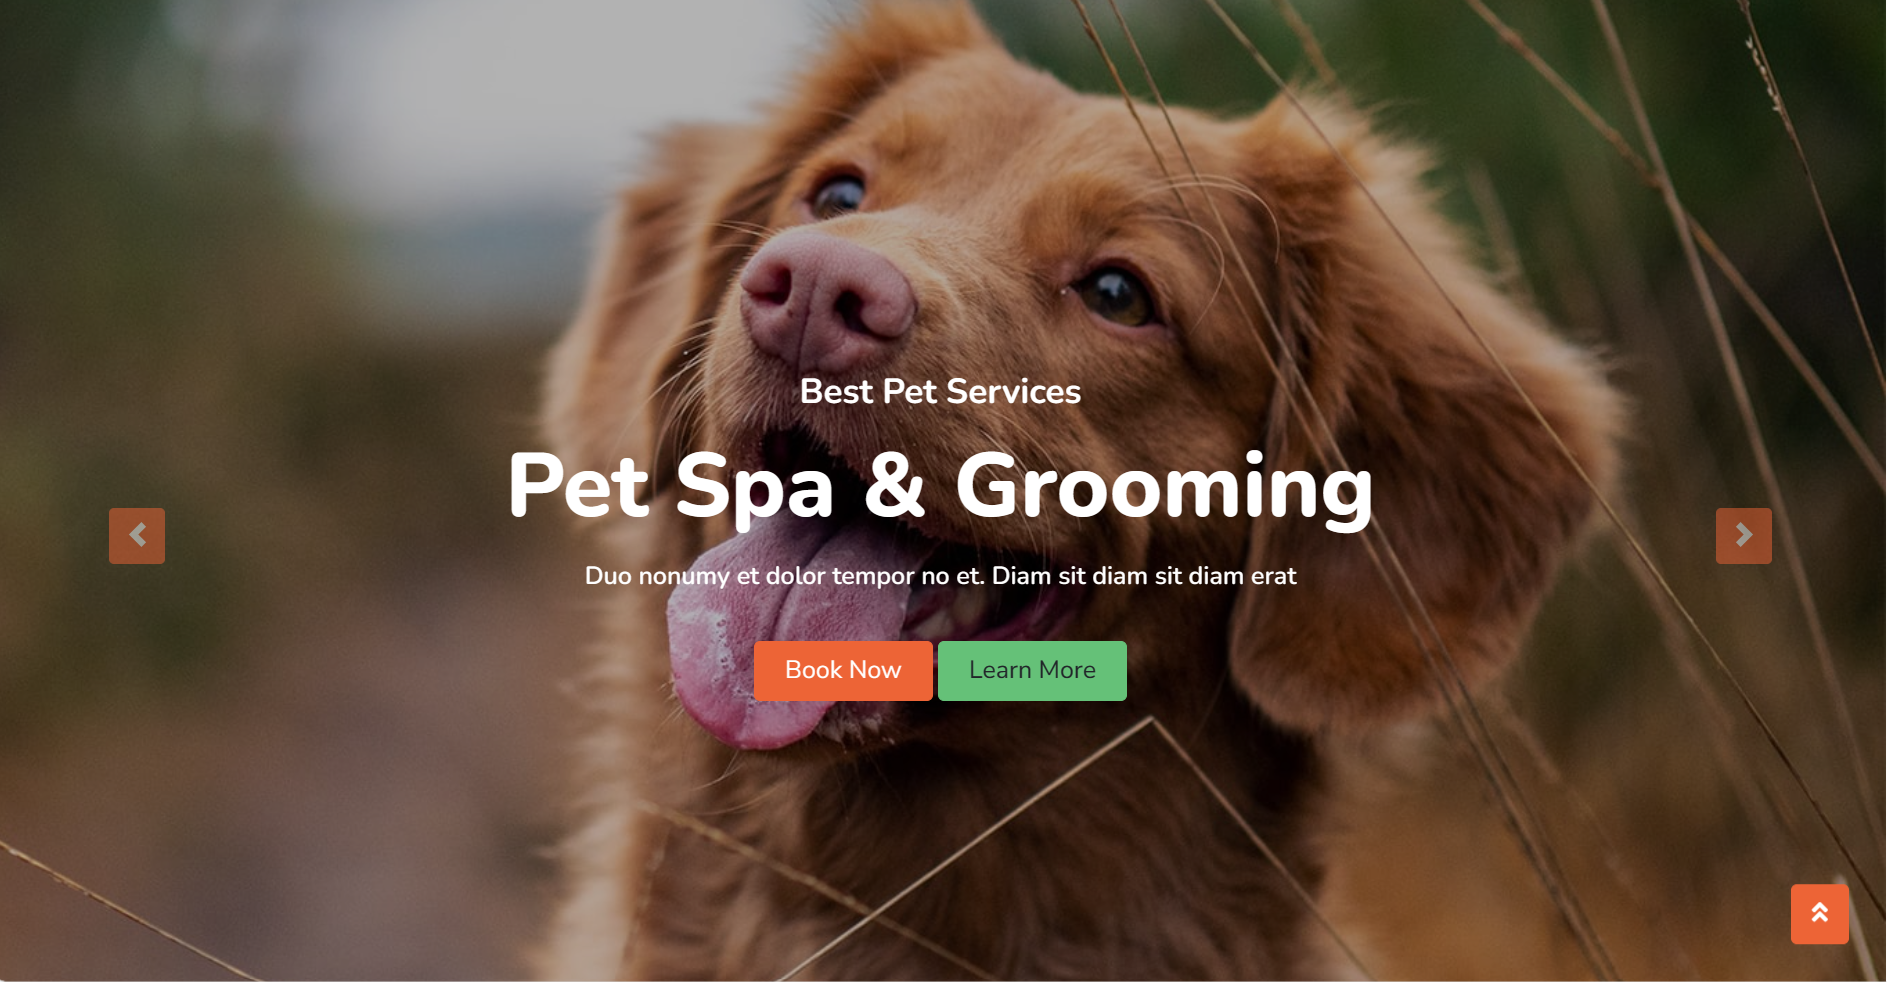 Best Pet Services
Pet Spa & Grooming
Duo nonumy et dolor tempor no et. Diam sit diam sit diam erat
Book Now
Learn More